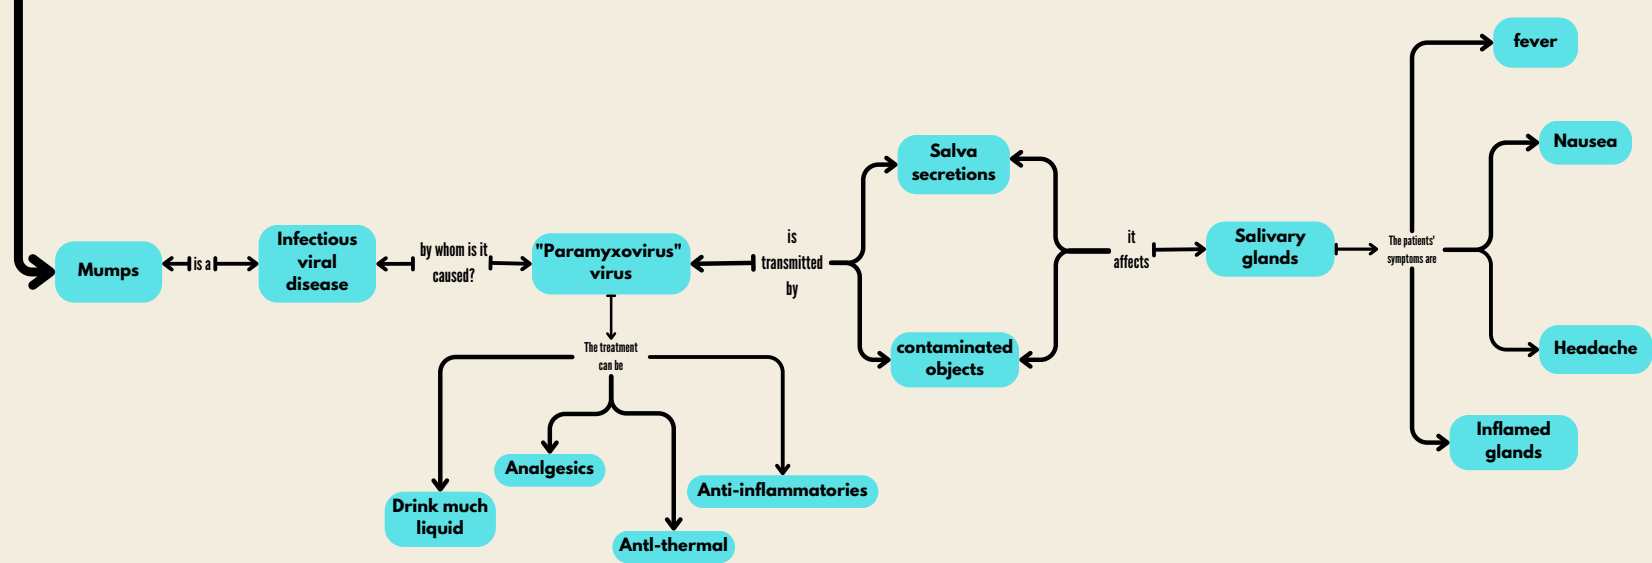 Mumps
is a
Infectious
viral
disease
by whom is it
caused?
"Paramyxovirus"
virus
is
transmitted
by
Salva
secretions
contaminated
objects
it
affects
Salivary
glands
The patients'
symptoms are
fever
Nausea
Headache
Inflamed
glands
The treatment
can be
Drink much
liquid
Analgesics
Antl-thermal
Anti-inflammatories